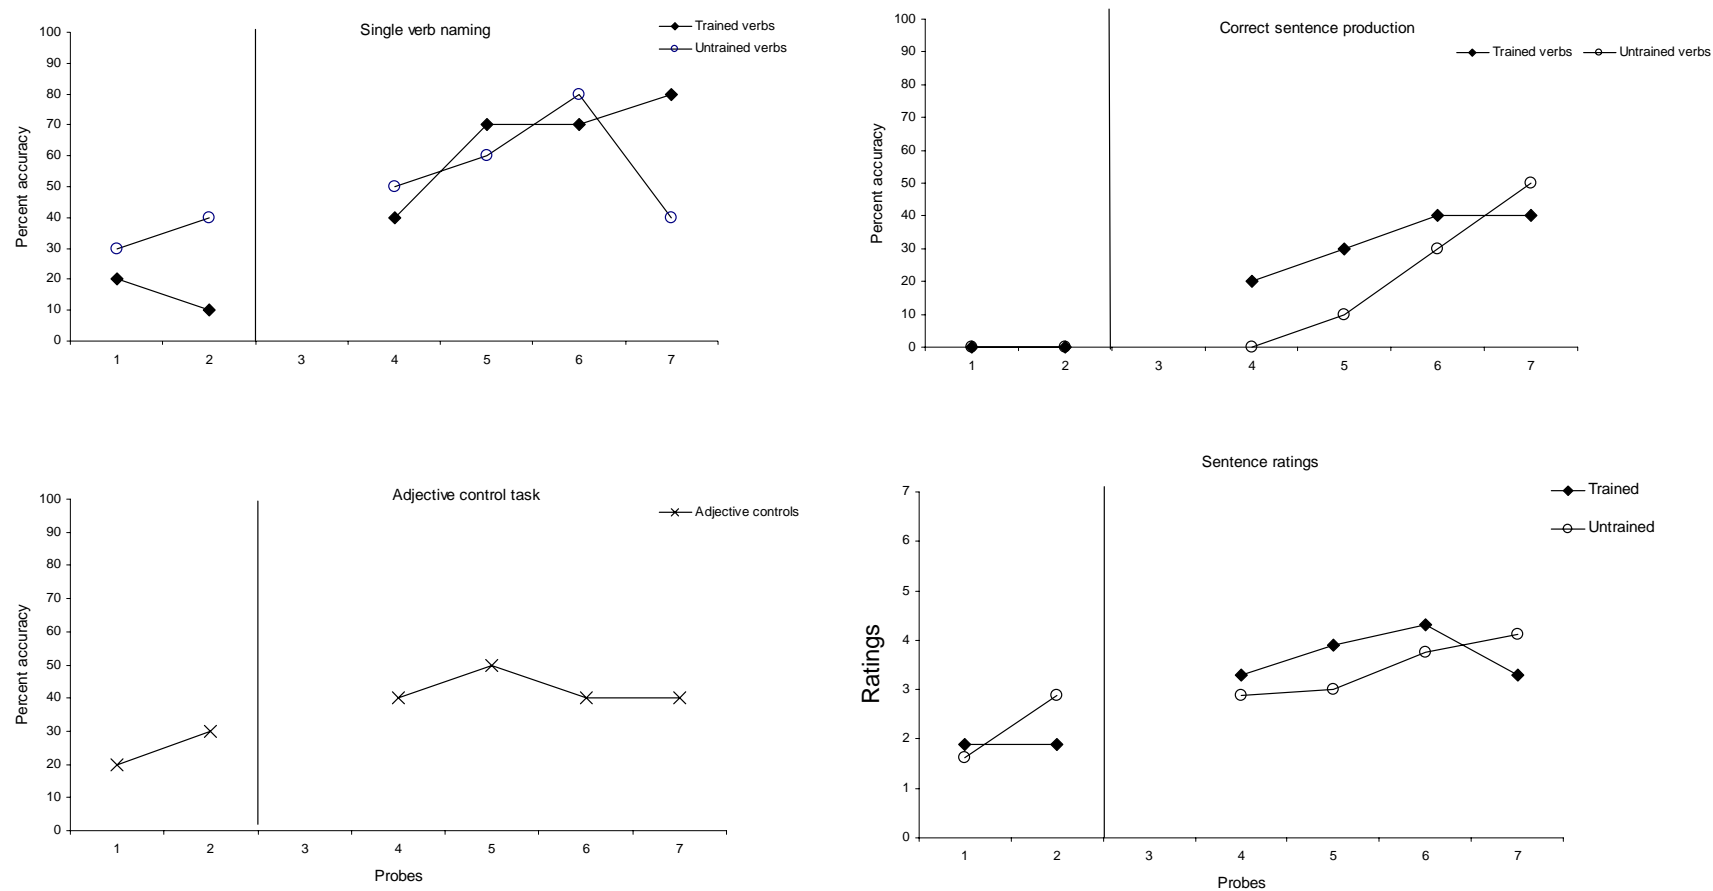 Single verb naming
Trained verbs
Untrained verbs
Percent accuracy
100
90
80
70
60
50
40
30
20
10
0
1 2 3 4 5 6 7
Correct sentence production
Trained verbs Untrained verbs
Percent accuracy
100
90
80
70
60
50
40
30
20
10
0
1 2 3 4 5 6 7
Adjective control task
Adjective controls
Percent accuracy
100
90
80
70
60
50
40
30
20
10
0
1 2 3 4 5 6 7
Probes
Sentence ratings
Trained
Untrained
Ratings
7
6
5
4
3
2
1
0
1 2 3 4 5 6 7
Probes